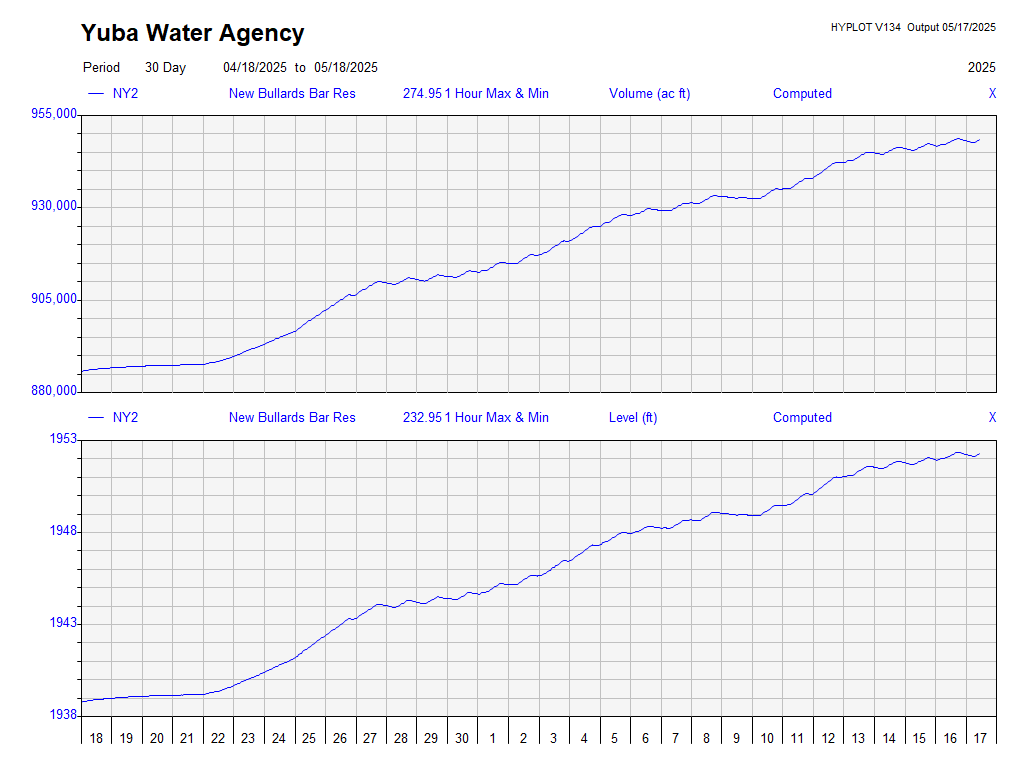 Yuba Water Agency
HYPLOT V134 Output 05/17/2025
Period 30 Day 04/18/2025 to 05/18/2025 2025
NY2 New Bullards Bar Res 274.95 1 Hour Max & Min Volume (ac ft) Computed X
955,000
930,000
905,000
880,000
NY2 New Bullards Bar Res 232.95 1 Hour Max & Min Level (ft) Computed X
1953
1948
1943
1938
18 19 20 21 22 23 24 25 26 27 28 29 30 1 2 3 4 5 6 7 8 9 10 11 12 13 14 15 16 17